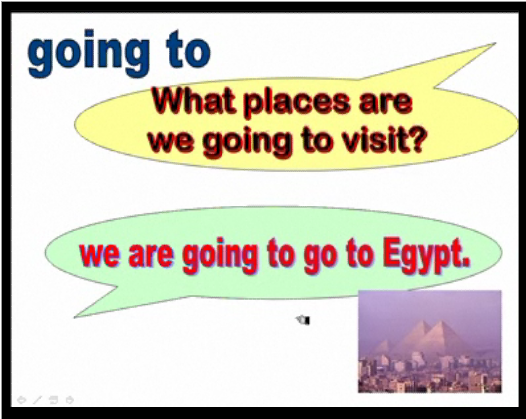 going to
What places are
we going to visit?
we are going to go to Egypt.